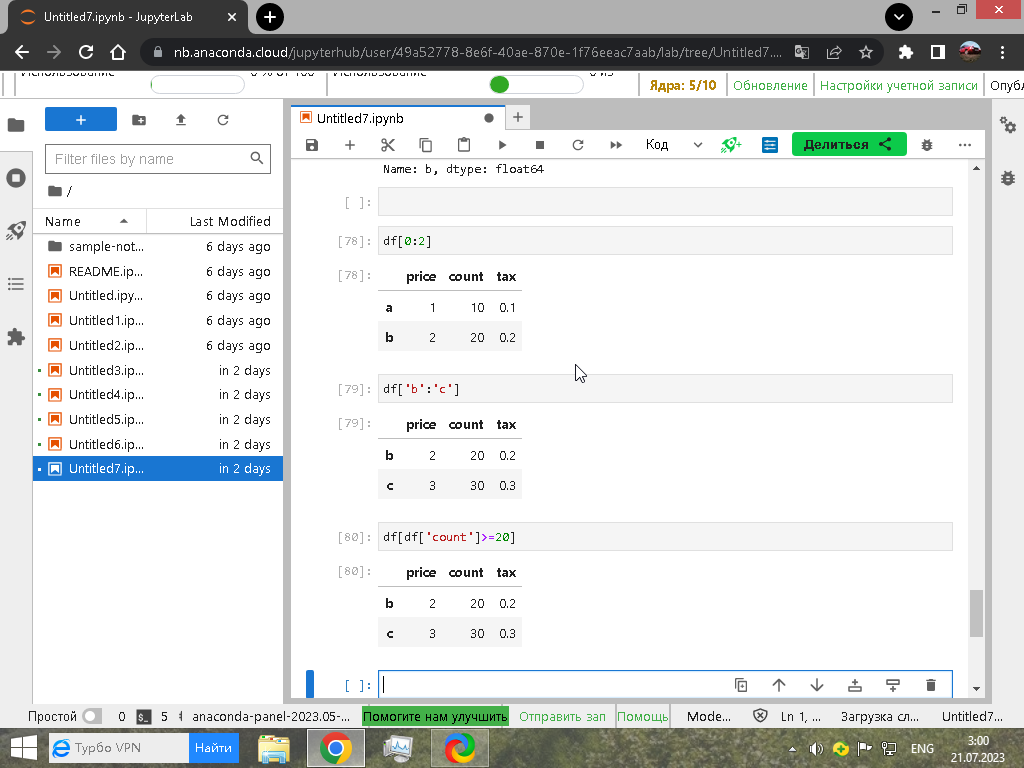 Untitled7.ipynb - JupyterLab
nb.anaconda.cloud/jupyterhub/user/49a52778-8e6f-40ae-870e-1f76eeac7aab/lab/tree/Untitled7....
Использование 0 % от 100 Использование 0 из
Ядра: 5/10 Обновление Настройки учетной записи Опубл
Untitled7.ipynb
Код Делиться
Filter files by name
/
Name Last Modified
sample-not... 6 days ago
README.ip... 6 days ago
Untitled.ipy... 6 days ago
Untitled1.ip... 6 days ago
Untitled2.ip... 6 days ago
Untitled3.ip... in 2 days
Untitled4.ip... in 2 days
Untitled5.ip... in 2 days
Untitled6.ip... in 2 days
Untitled7.ip... in 2 days
Name: b, dtype: float64
[ ]:
[78]: df[0:2]
[78]: price count tax
a 1 10 0.1
b 2 20 0.2
[79]: df['b':'c']
[79]: price count tax
b 2 20 0.2
c 3 30 0.3
[80]: df[df['count']>=20]
[80]: price count tax
b 2 20 0.2
c 3 30 0.3
[ ]:
Простой 0 $_ 5 anaconda-panel-2023.05-... Помогите нам улучшить Отправить зап Помощь Mode... Ln 1, ... Загрузка сл... Untitled7...
Турбо VPN Найти
ENG
3:00
21.07.2023